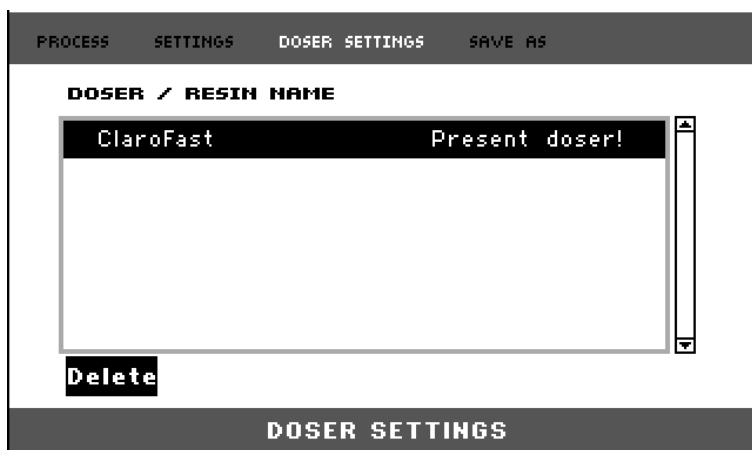 PROCESS SETTINGS DOSER SETTINGS SAVE AS
DOSER / RESIN NAME
ClaroFast Present doser!
Delete
DOSER SETTINGS